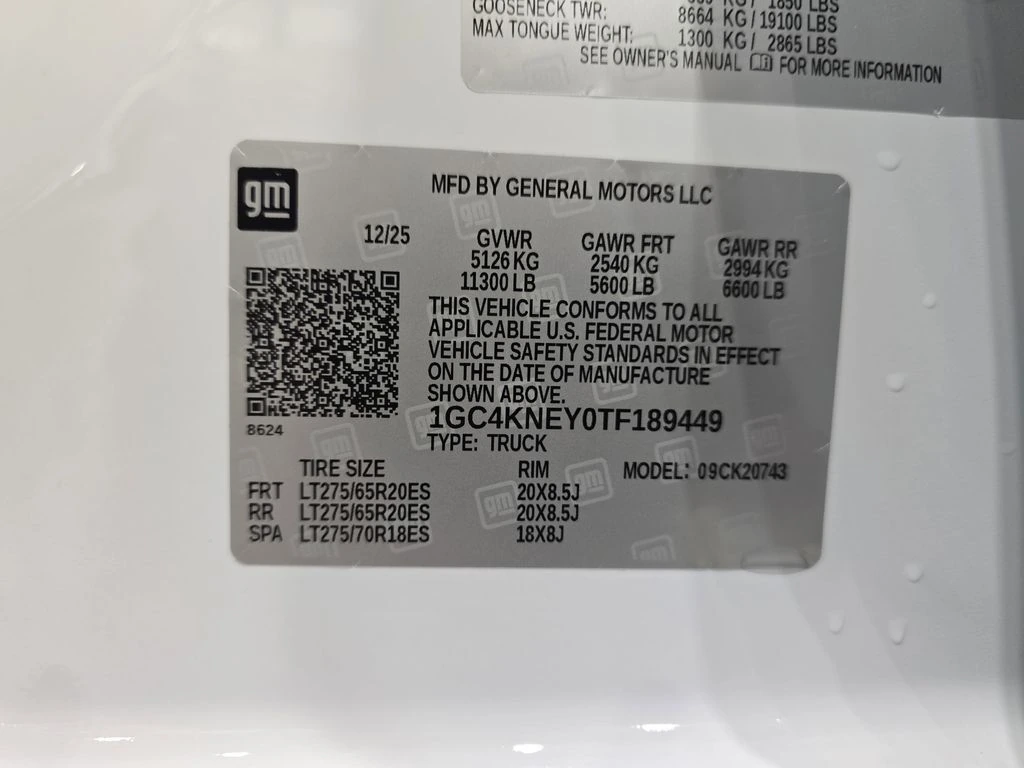 KG / 1850 LBS
GOOSENECK TWR: 8664 KG / 19100 LBS
MAX TONGUE WEIGHT: 1300 KG / 2865 LBS
SEE OWNER'S MANUAL FOR MORE INFORMATION
gm
MFD BY GENERAL MOTORS LLC
12/25 GVWR GAWR FRT GAWR RR
5126 KG 2540 KG 2994 KG
11300 LB 5600 LB 6600 LB
THIS VEHICLE CONFORMS TO ALL
APPLICABLE U.S. FEDERAL MOTOR
VEHICLE SAFETY STANDARDS IN EFFECT
ON THE DATE OF MANUFACTURE
SHOWN ABOVE.
1GC4KNEY0TF189449
8624
TYPE: TRUCK
TIRE SIZE RIM MODEL: 09CK20743
FRT LT275/65R20ES 20X8.5J
RR LT275/65R20ES 20X8.5J
SPA LT275/70R18ES 18X8J